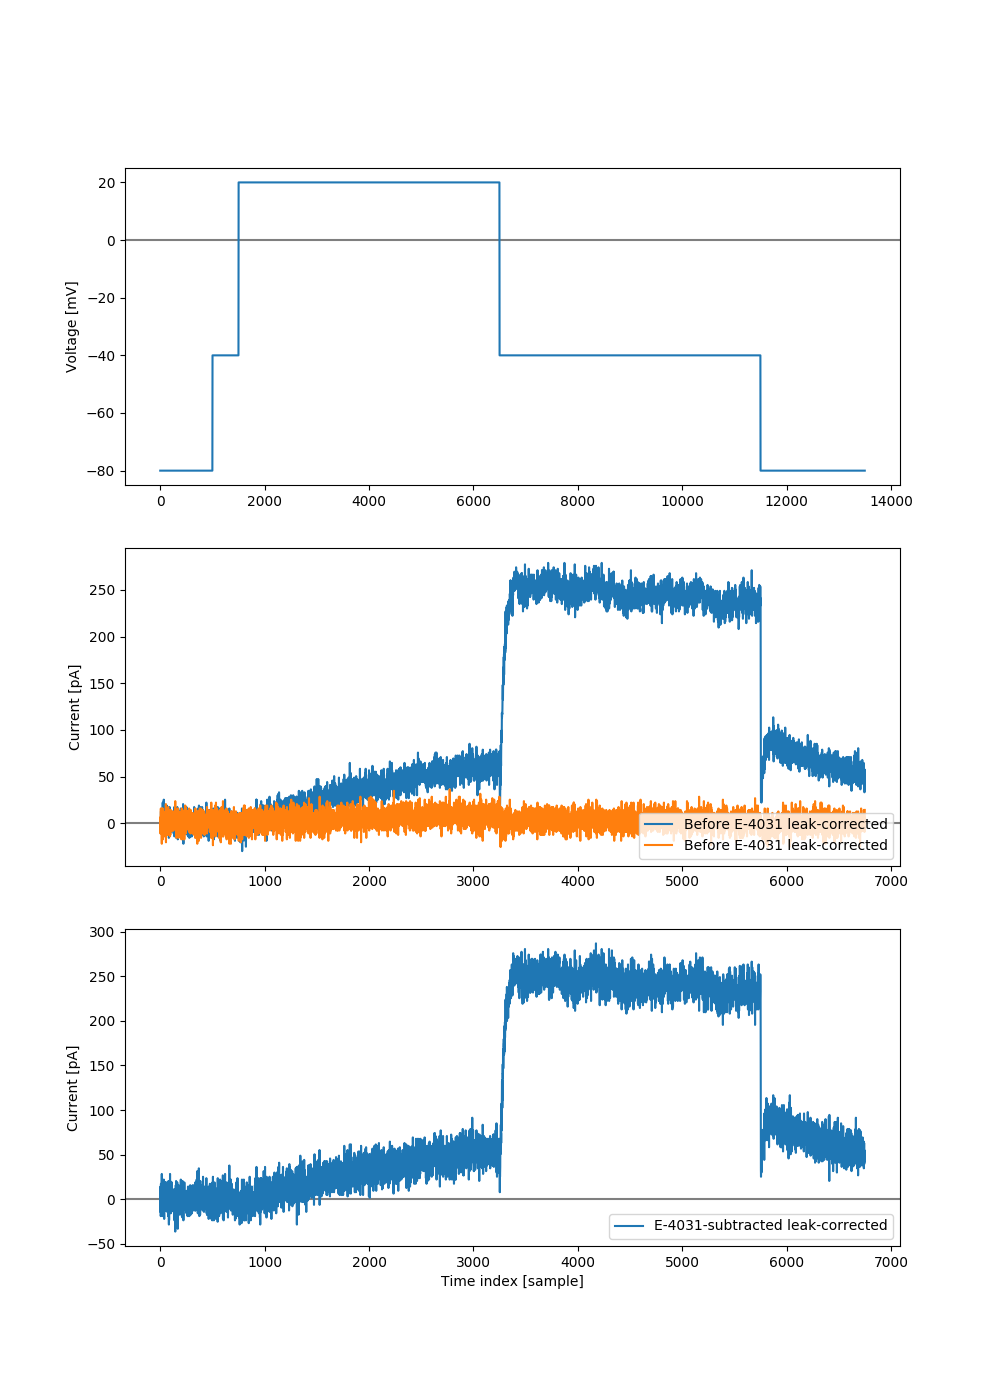 20
0
−20
−40
−60
−80
Voltage [mV]
0 2000 4000 6000 8000 10000 12000 14000
250
200
150
100
50
0
Current [pA]
Before E-4031 leak-corrected
Before E-4031 leak-corrected
0 1000 2000 3000 4000 5000 6000 7000
300
250
200
150
100
50
0
−50
Current [pA]
E-4031-subtracted leak-corrected
0 1000 2000 3000 4000 5000 6000 7000
Time index [sample]